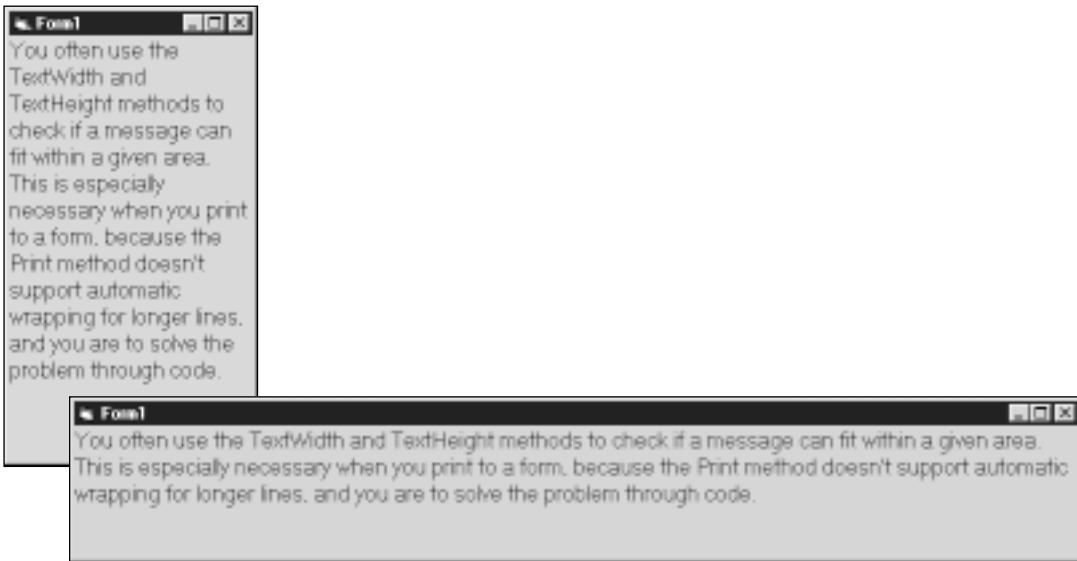 Form1
You often use the
TextWidth and
TextHeight methods to
check if a message can
fit within a given area.
This is especially
necessary when you print
to a form, because the
Print method doesn't
support automatic
wrapping for longer lines,
and you are to solve the
problem through code.
Form1
You often use the TextWidth and TextHeight methods to check if a message can fit within a given area.
This is especially necessary when you print to a form, because the Print method doesn't support automatic
wrapping for longer lines, and you are to solve the problem through code.